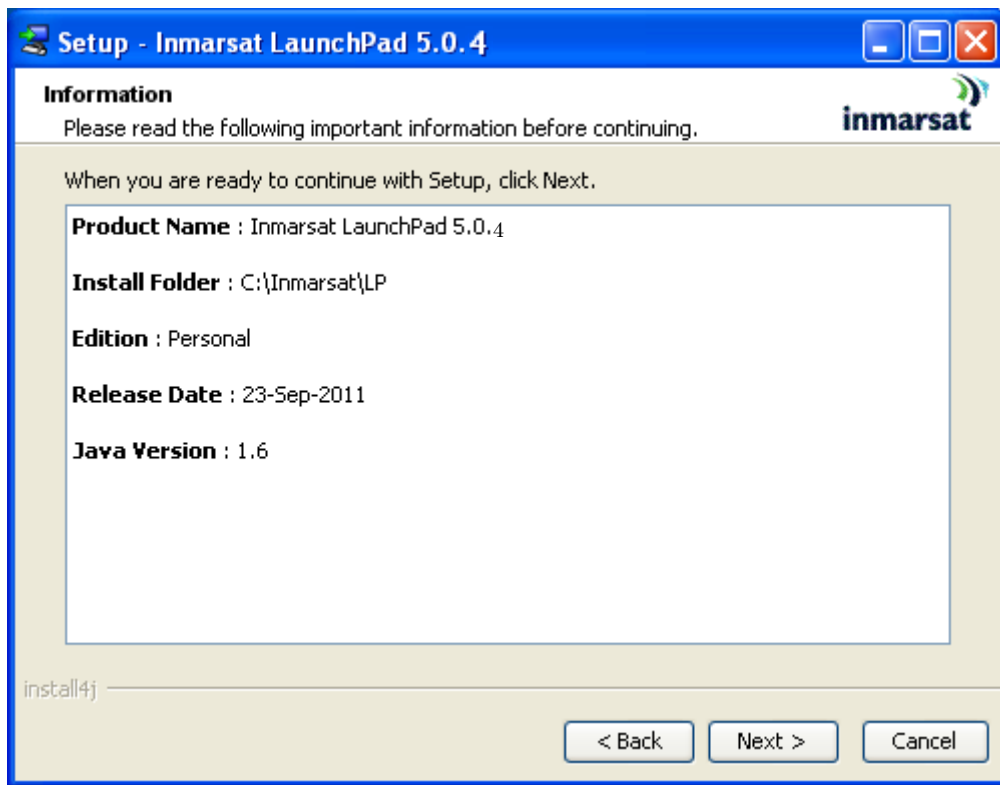 Setup - Inmarsat LaunchPad 5.0.4
Information
Please read the following important information before continuing.
inmarsat
When you are ready to continue with Setup, click Next.
Product Name : Inmarsat LaunchPad 5.0.4
Install Folder : C:\Inmarsat\LP
Edition : Personal
Release Date : 23-Sep-2011
Java Version : 1.6
install4j
< Back Next > Cancel